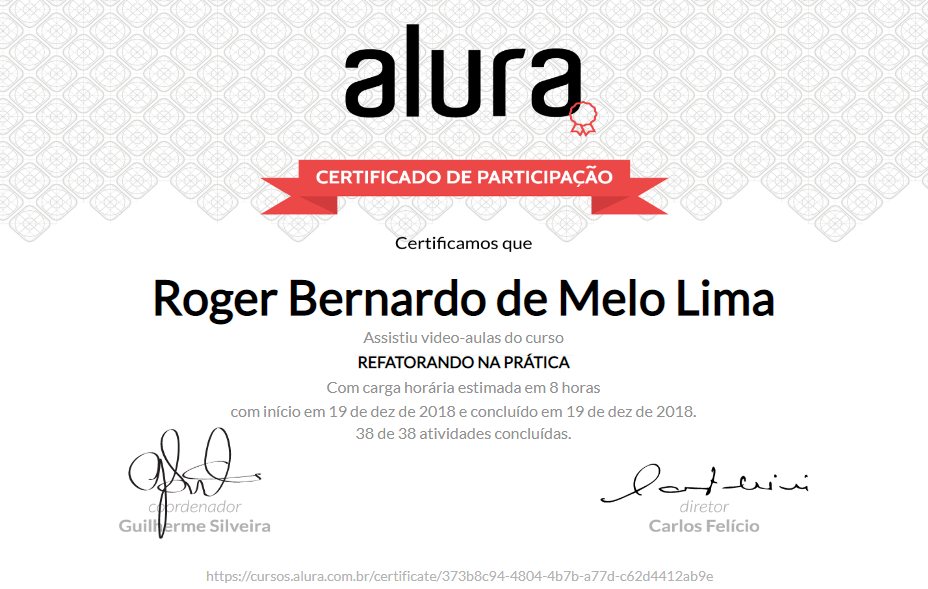 alura
CERTIFICADO DE PARTICIPAÇÃO
Certificamos que
Roger Bernardo de Melo Lima
Assistiu video-aulas do curso
REFATORANDO NA PRÁTICA
Com carga horária estimada em 8 horas
com início em 19 de dez de 2018 e concluído em 19 de dez de 2018.
38 de 38 atividades concluídas.
coordenador
Guilherme Silveira
diretor
Carlos Felício
https://cursos.alura.com.br/certificate/373b8c94-4804-4b7b-a77d-c62d4412ab9e